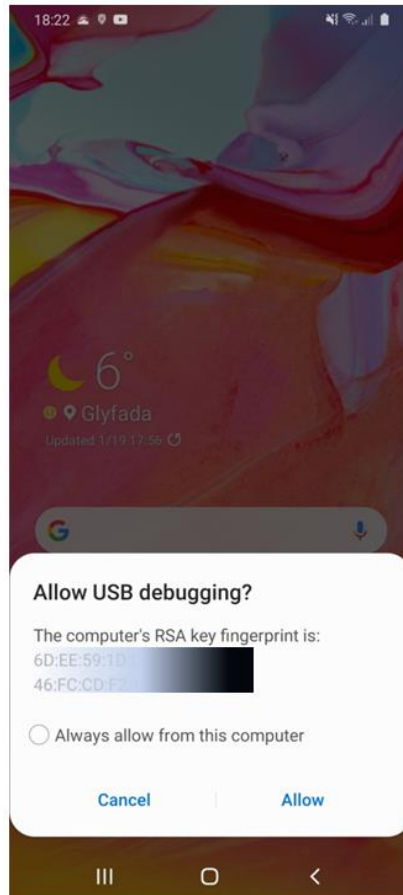 18:22
6°
Glyfada
Updated 1/19 17:56
Allow USB debugging?
The computer's RSA key fingerprint is:
6D:EE:59:1D:
46:FC:CD:F2:
Always allow from this computer
Cancel
Allow